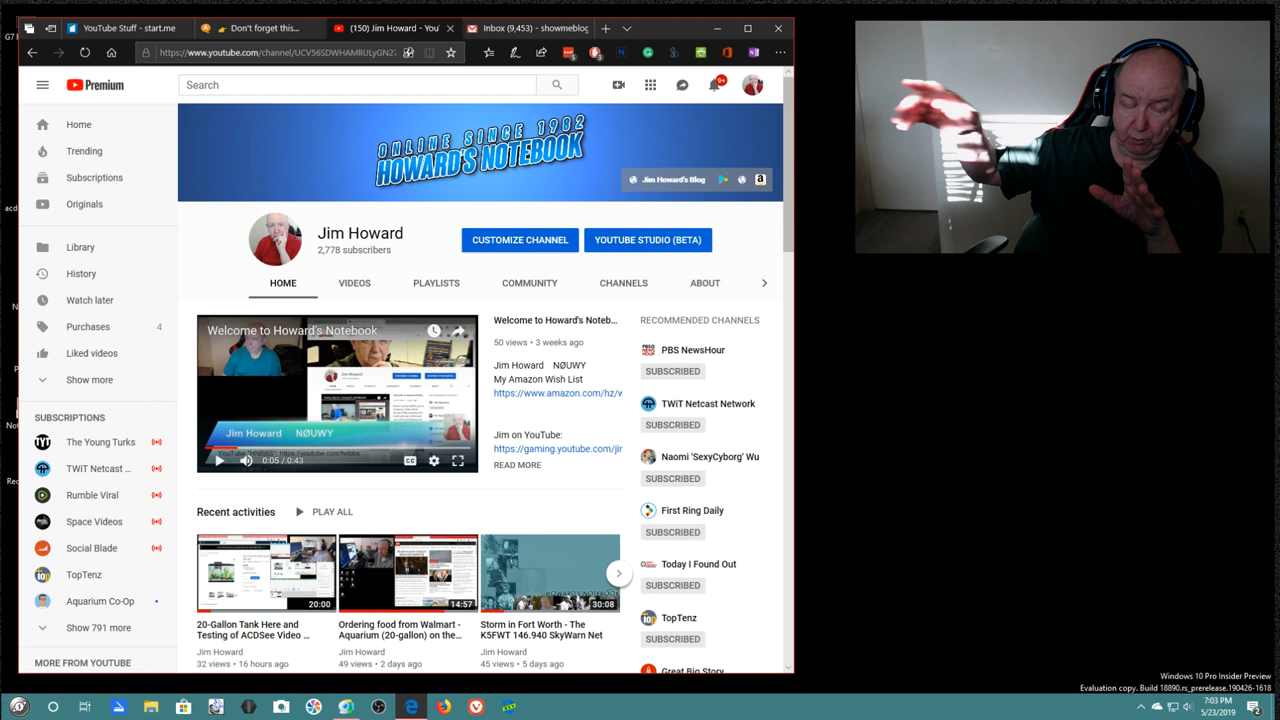 YouTube Stuff - start.me
Don't forget this...
(150) Jim Howard - You
Inbox (9,453) - showmeblog
https://www.youtube.com/channel/UCV56SDWHAMlIULyGN27
Premium
Search
9+
Home
Trending
Subscriptions
Originals
Library
History
Watch later
Purchases 4
Liked videos
Show more
SUBSCRIPTIONS
The Young Turks
TWiT Netcast ...
Rumble Viral
Space Videos
Social Blade
TopTenz
Aquarium Co-Op
Show 791 more
MORE FROM YOUTUBE
ONLINE SINCE 1982
HOWARD'S NOTEBOOK
Jim Howard's Blog
Jim Howard
2,778 subscribers
CUSTOMIZE CHANNEL
YOUTUBE STUDIO (BETA)
HOME VIDEOS PLAYLISTS COMMUNITY CHANNELS ABOUT
Welcome to Howard's Notebook
Jim Howard NØUWY
0:05 / 0:43
Welcome to Howard's Noteb...
50 views • 3 weeks ago
Jim Howard NØUWY
My Amazon Wish List
https://www.amazon.com/hz/w
Jim on YouTube:
https://gaming.youtube.com/jir
READ MORE
RECOMMENDED CHANNELS
PBS NewsHour
SUBSCRIBED
TWiT Netcast Network
SUBSCRIBED
Naomi 'SexyCyborg' Wu
SUBSCRIBED
First Ring Daily
SUBSCRIBED
Today I Found Out
SUBSCRIBED
TopTenz
SUBSCRIBED
Great Big Story
Recent activities
PLAY ALL
20:00
20-Gallon Tank Here and
Testing of ACDSee Video ...
Jim Howard
32 views • 16 hours ago
14:57
Ordering food from Walmart -
Aquarium (20-gallon) on the...
Jim Howard
49 views • 2 days ago
30:08
Storm in Fort Worth - The
K5FWT 146.940 SkyWarn Net
Jim Howard
45 views • 5 days ago
Windows 10 Pro Insider Preview
Evaluation copy. Build 18890.rs_prerelease.190426-1618
7:03 PM
5/23/2019
2